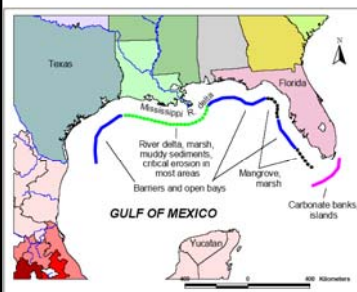 N
Texas
Florida
Mississippi R. delta
River delta, marsh,
muddy sediments,
critical erosion in
most areas
Mangrove,
marsh
Barriers and open bays
Carbonate banks,
islands
GULF OF MEXICO
Yucatan
400
0
400 Kilometers